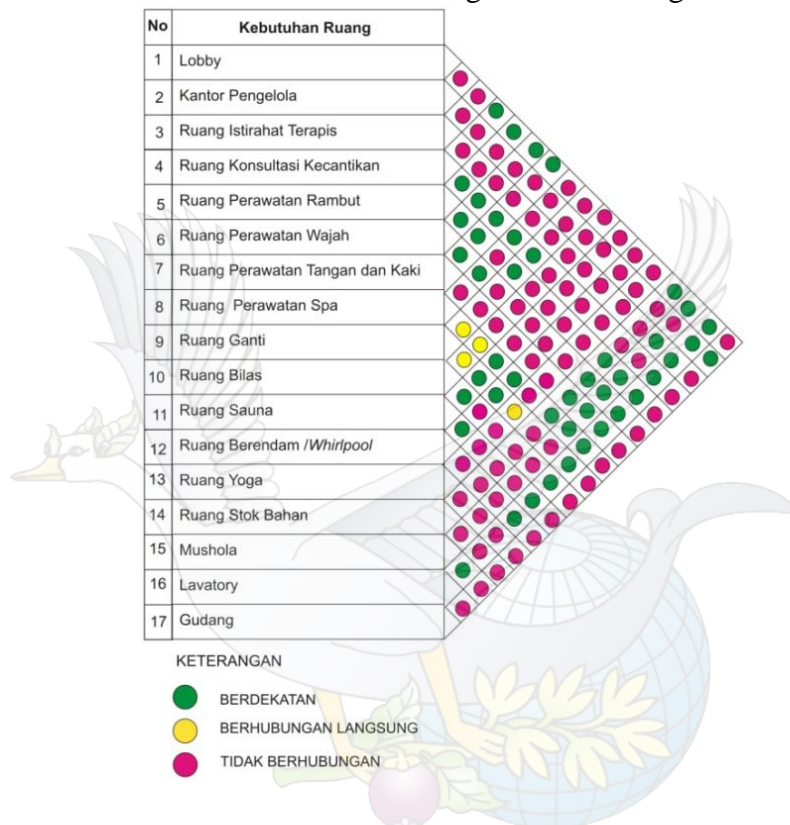 No Kebutuhan Ruang
1 Lobby
2 Kantor Pengelola
3 Ruang Istirahat Terapis
4 Ruang Konsultasi Kecantikan
5 Ruang Perawatan Rambut
6 Ruang Perawatan Wajah
7 Ruang Perawatan Tangan dan Kaki
8 Ruang Perawatan Spa
9 Ruang Ganti
10 Ruang Bilas
11 Ruang Sauna
12 Ruang Berendam /Whirlpool
13 Ruang Yoga
14 Ruang Stok Bahan
15 Mushola
16 Lavatory
17 Gudang
KETERANGAN
BERDEKATAN
BERHUBUNGAN LANGSUNG
TIDAK BERHUBUNGAN